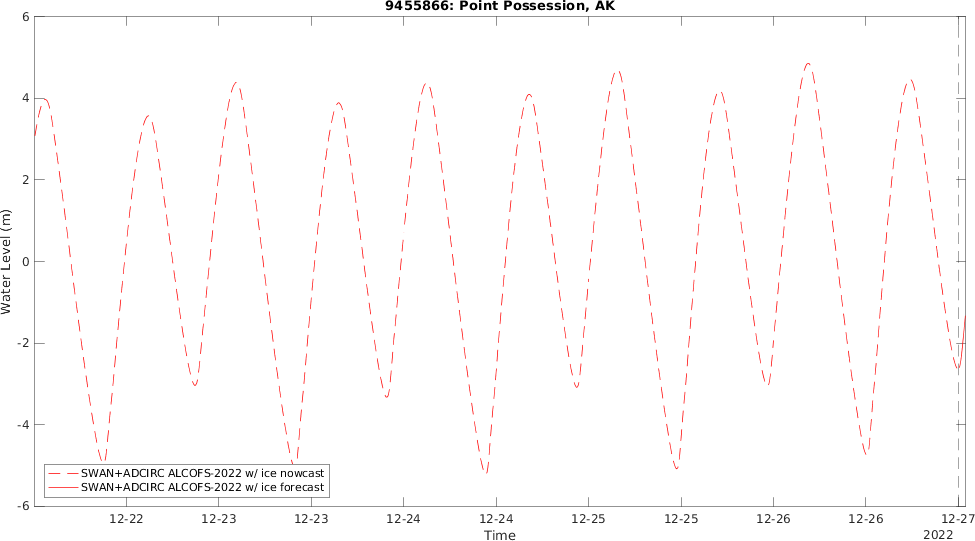 9455866: Point Possession, AK
6
4
2
0
-2
-4
-6
Water Level (m)
SWAN+ADCIRC ALCOFS-2022 w/ ice nowcast
SWAN+ADCIRC ALCOFS-2022 w/ ice forecast
12-22 12-23 12-23 12-24 12-24 12-25 12-25 12-26 12-26 12-27
Time
2022